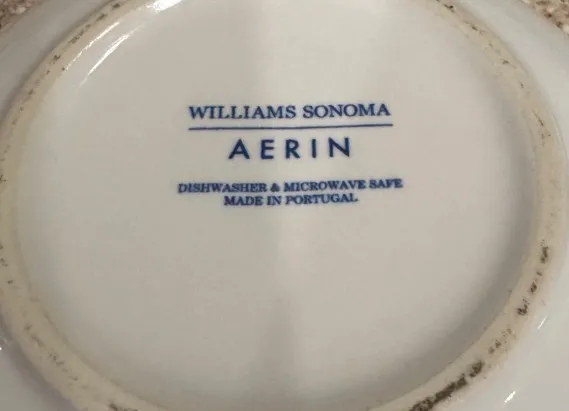 WILLIAMS SONOMA
AERIN
DISHWASHER & MICROWAVE SAFE
MADE IN PORTUGAL